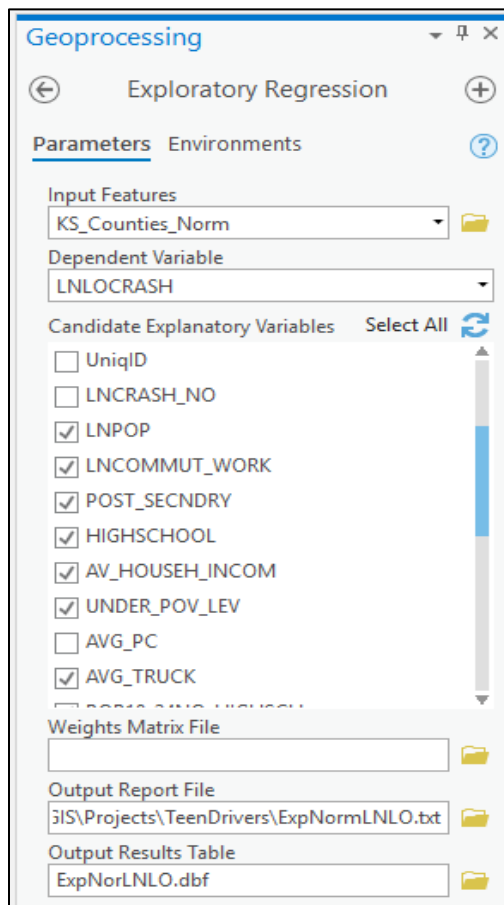 Geoprocessing
Exploratory Regression
Parameters Environments
Input Features
KS_Counties_Norm
Dependent Variable
LNLOCRASH
Candidate Explanatory Variables Select All
UniqID
LNCRASH_NO
LNPOP
LNCOMMUT_WORK
POST_SECNDRY
HIGHSCHOOL
AV_HOUSEH_INCOM
UNDER_POV_LEV
AVG_PC
AVG_TRUCK
Weights Matrix File
Output Report File
GIS\Projects\TeenDrivers\ExpNormLNLO.txt
Output Results Table
ExpNorLNLO.dbf